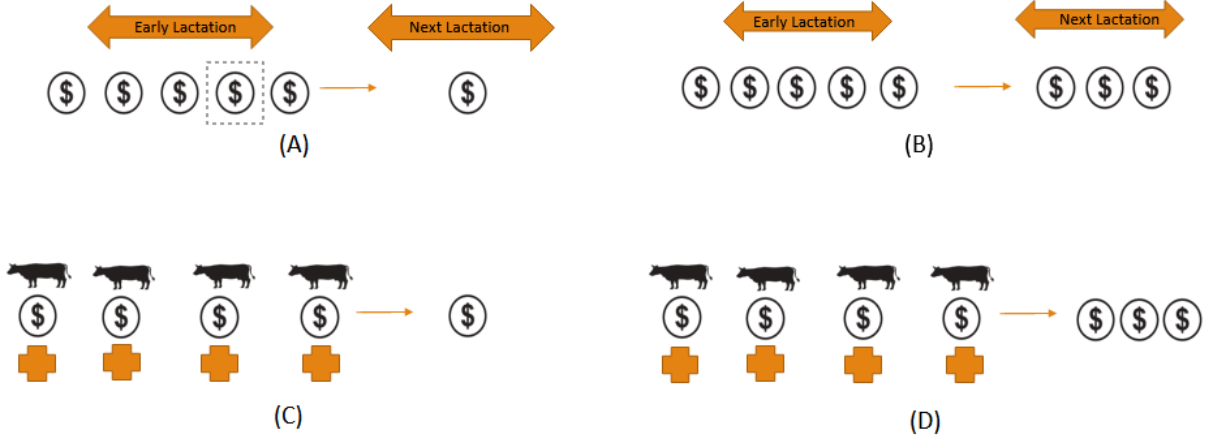 Early Lactation
Next Lactation
$ $ $ $ $
$
(A)
Early Lactation
Next Lactation
$ $ $ $ $
$ $ $
(B)
$ $ $ $
$
(C)
$ $ $ $
$ $ $
(D)